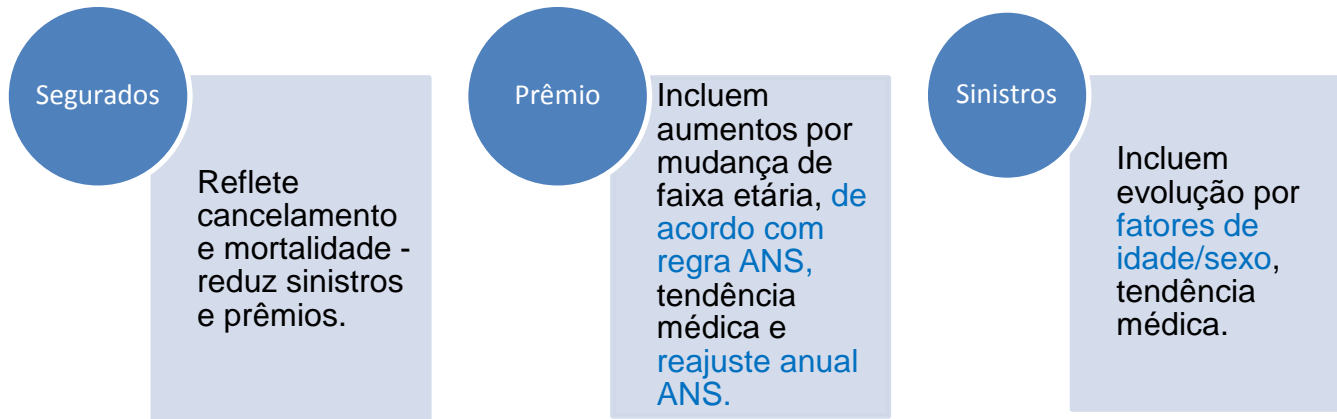 Segurados
Reflete
cancelamento
e mortalidade -
reduz sinistros
e prêmios.
Prêmio
Incluem
aumentos por
mudança de
faixa etária, de
acordo com
regra ANS,
tendência
médica e
reajuste anual
ANS.
Sinistros
Incluem
evolução por
fatores de
idade/sexo,
tendência
médica.